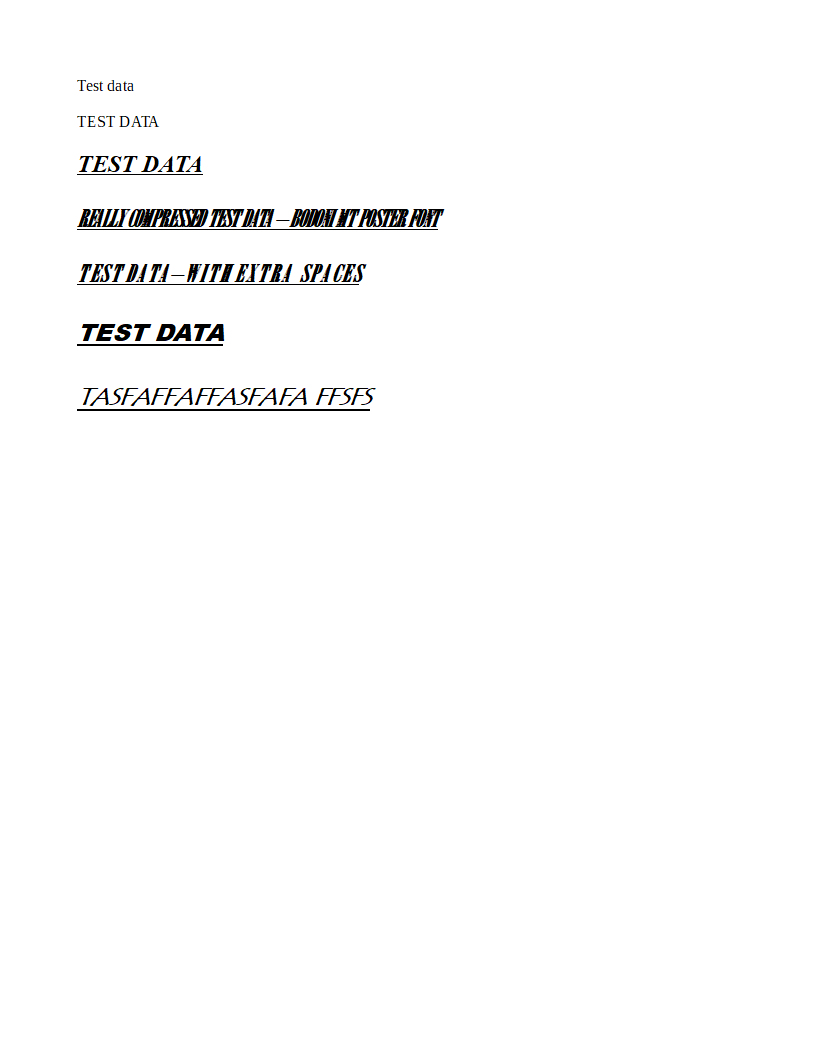 Test data
TEST DATA
TEST DATA
REALLY COMPRESSED TEST DATA – BODONI MT POSTER FONT
TEST DATA – WITH EXTRA SPACES
TEST DATA
TASFAFFAFFASFAFA FFSFS